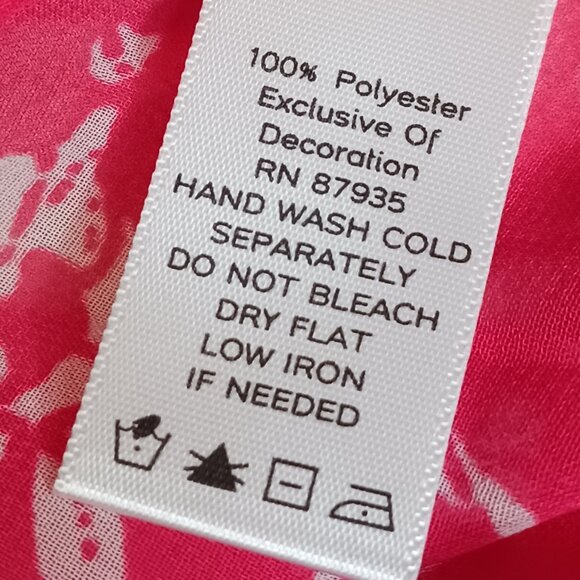 100% Polyester
Exclusive Of
Decoration
RN 87935
HAND WASH COLD
SEPARATELY
DO NOT BLEACH
DRY FLAT
LOW IRON
IF NEEDED